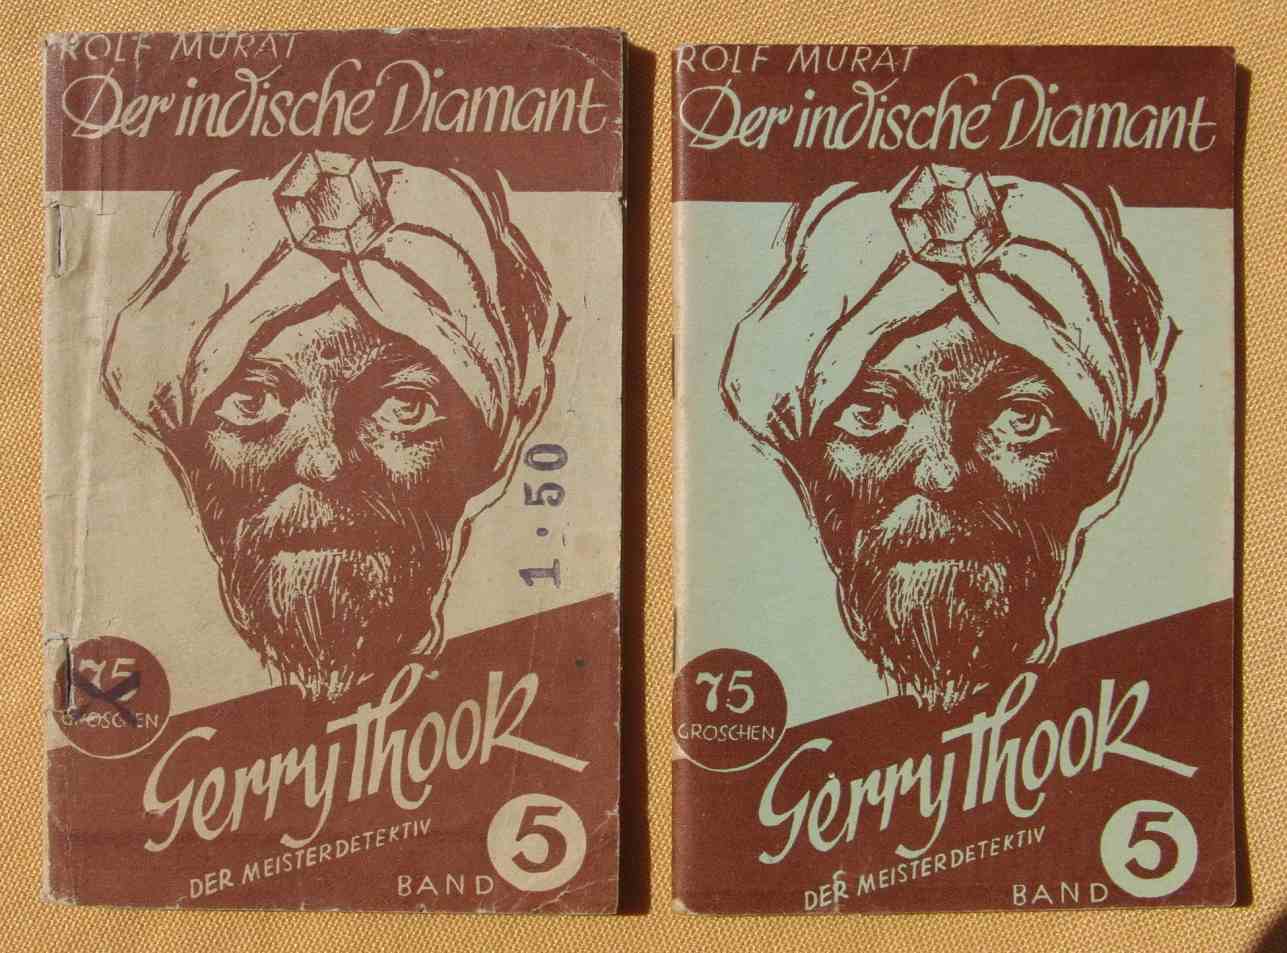 ROLF MURAT
Der indische Diamant
1.50
75
GROSCHEN
Gerry Thook
DER MEISTERDETEKTIV
BAND 5
ROLF MURAT
Der indische Diamant
75
GROSCHEN
Gerry Thook
DER MEISTERDETEKTIV
BAND 5